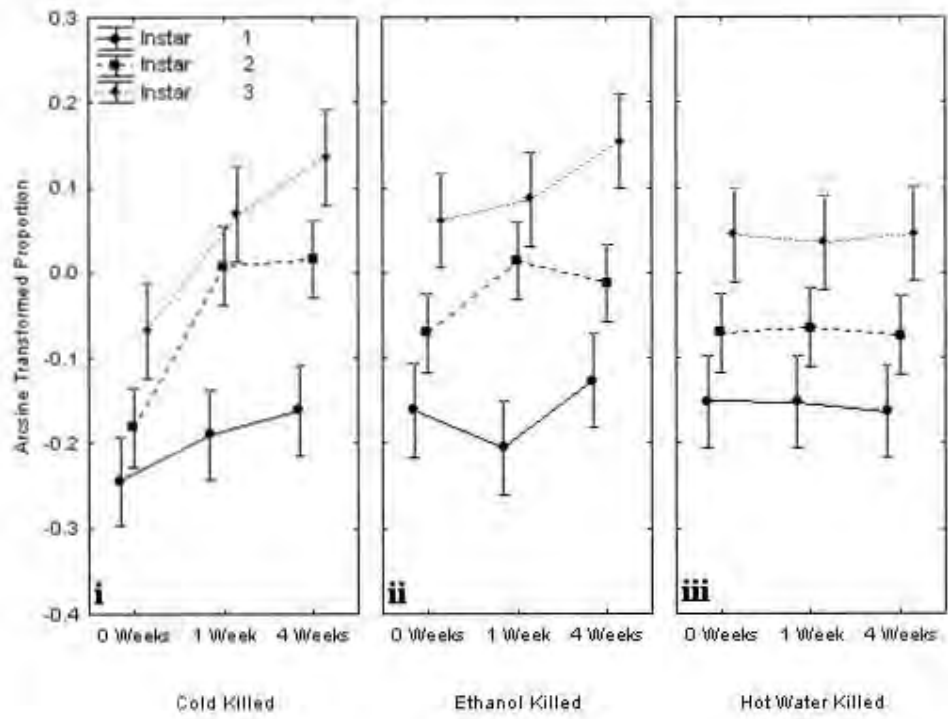 0.3
0.2
0.1
0.0
-0.1
-0.2
-0.3
-0.4
Arcsine Transformed Proportion
Instar 1
Instar 2
Instar 3
i
ii
iii
0 Weeks 1 Week 4 Weeks
0 Weeks 1 Week 4 Weeks
0 Weeks 1 Week 4 Weeks
Cold Killed
Ethanol Killed
Hot Water Killed